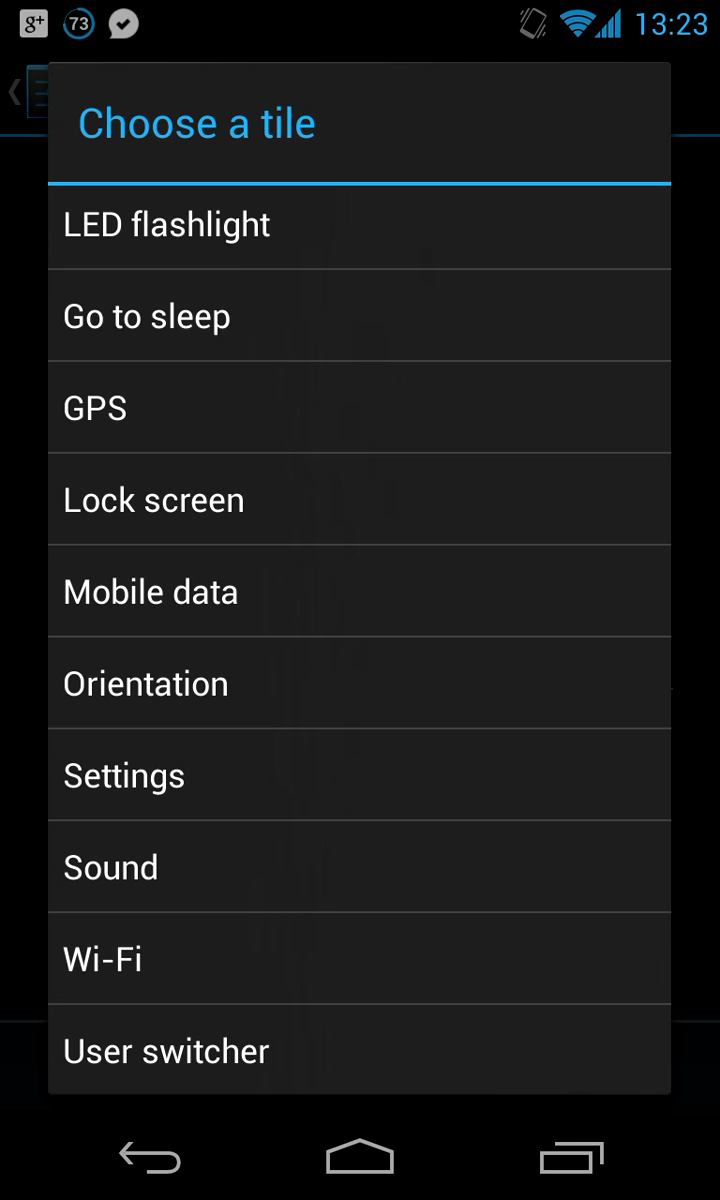 g+ 73 13:23
Choose a tile
LED flashlight
Go to sleep
GPS
Lock screen
Mobile data
Orientation
Settings
Sound
Wi-Fi
User switcher